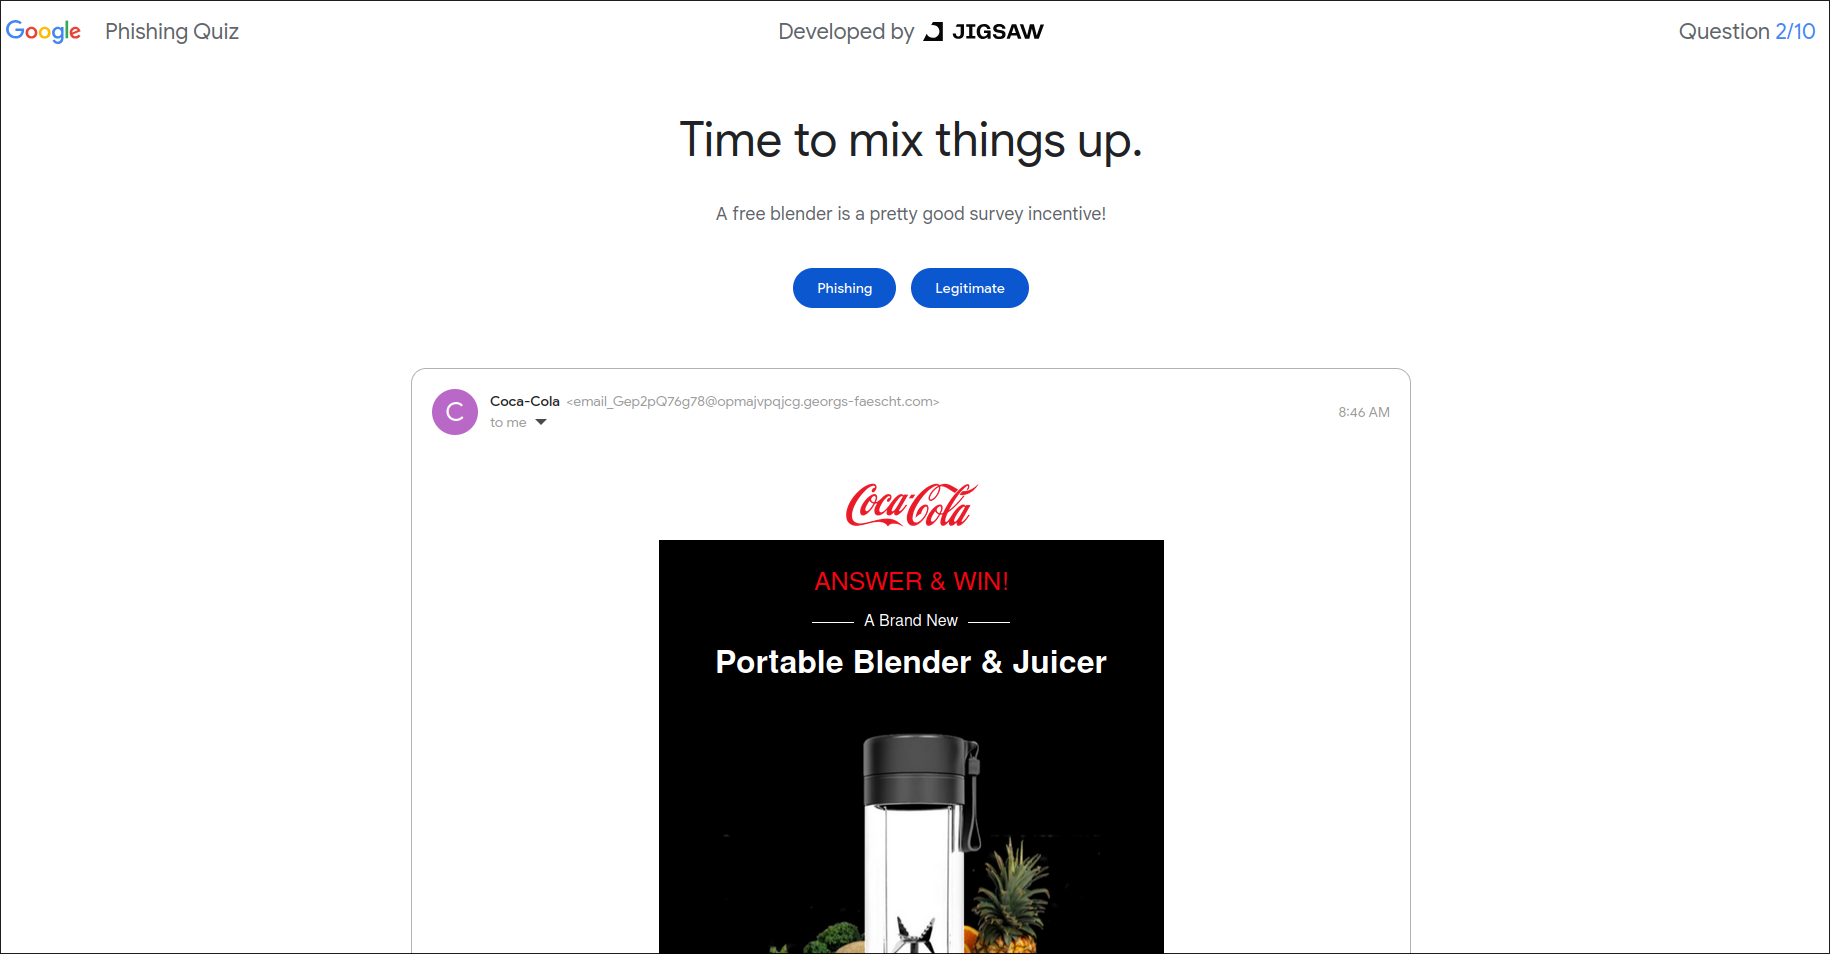 Google Phishing Quiz
Developed by JIGSAW
Question 2/10
Time to mix things up.
A free blender is a pretty good survey incentive!
Phishing
Legitimate
C
Coca-Cola <email_Gep2pQ76g78@opmajvpqjcg.georgs-faescht.com>
8:46 AM
to me
Coca-Cola
ANSWER & WIN!
A Brand New
Portable Blender & Juicer